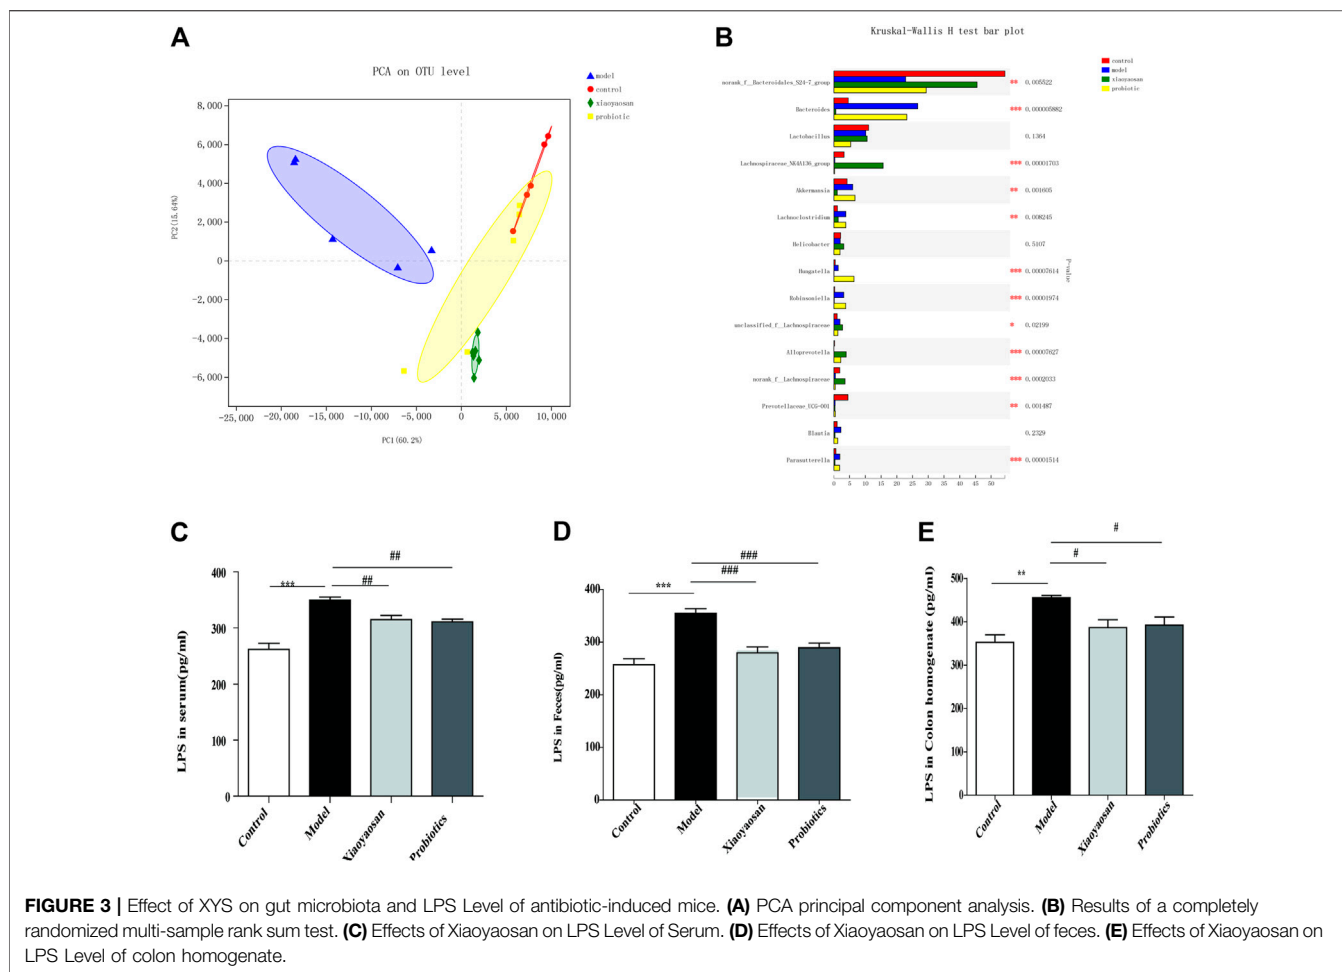 A
PCA on OTU level
model
control
xiaoyaosan
probiotic
8,000
6,000
4,000
2,000
0
-2,000
-4,000
-6,000
PC2(15.64%)
-25,000 -20,000 -15,000 -10,000 -5,000 0 5,000 10,000
PC1(60.2%)
B
Kruskal-Wallis H test bar plot
control
model
xiaoyaosan
probiotic
norank_f__Bacteroidales_S24-7_group ** 0.005522
Bacteroides *** 0.000005882
Lactobacillus 0.1364
Lachnospiraceae_NK4A136_group *** 0.00001703
Akkermansia ** 0.001605
Lachnoclostridium ** 0.008245
Helicobacter 0.5107
Hungatella *** 0.00007614
Robinsoniella *** 0.00001974
unclassified_f__Lachnospiraceae * 0.02199
Alloprevotella *** 0.00007627
norank_f__Lachnospiraceae *** 0.0002033
Prevotellaceae_UCG-001 ** 0.001487
Blautia 0.2329
Parasutterella *** 0.00001514
P-value
0 5 10 15 20 25 30 35 40 45 50
C
##
*** ##
400
300
200
100
0
LPS in serum(pg/ml)
Control Model Xiaoyaosan Probiotics
D
###
###
***
400
300
200
100
0
LPS in Feces(pg/ml)
Control Model Xiaoyaosan Probiotics
E
#
#
**
500
400
300
200
100
0
LPS in Colon homogenate (pg/ml)
Control Model Xiaoyaosan Probiotics
FIGURE 3 | Effect of XYS on gut microbiota and LPS Level of antibiotic-induced mice. (A) PCA principal component analysis. (B) Results of a completely
randomized multi-sample rank sum test. (C) Effects of Xiaoyaosan on LPS Level of Serum. (D) Effects of Xiaoyaosan on LPS Level of feces. (E) Effects of Xiaoyaosan on
LPS Level of colon homogenate.